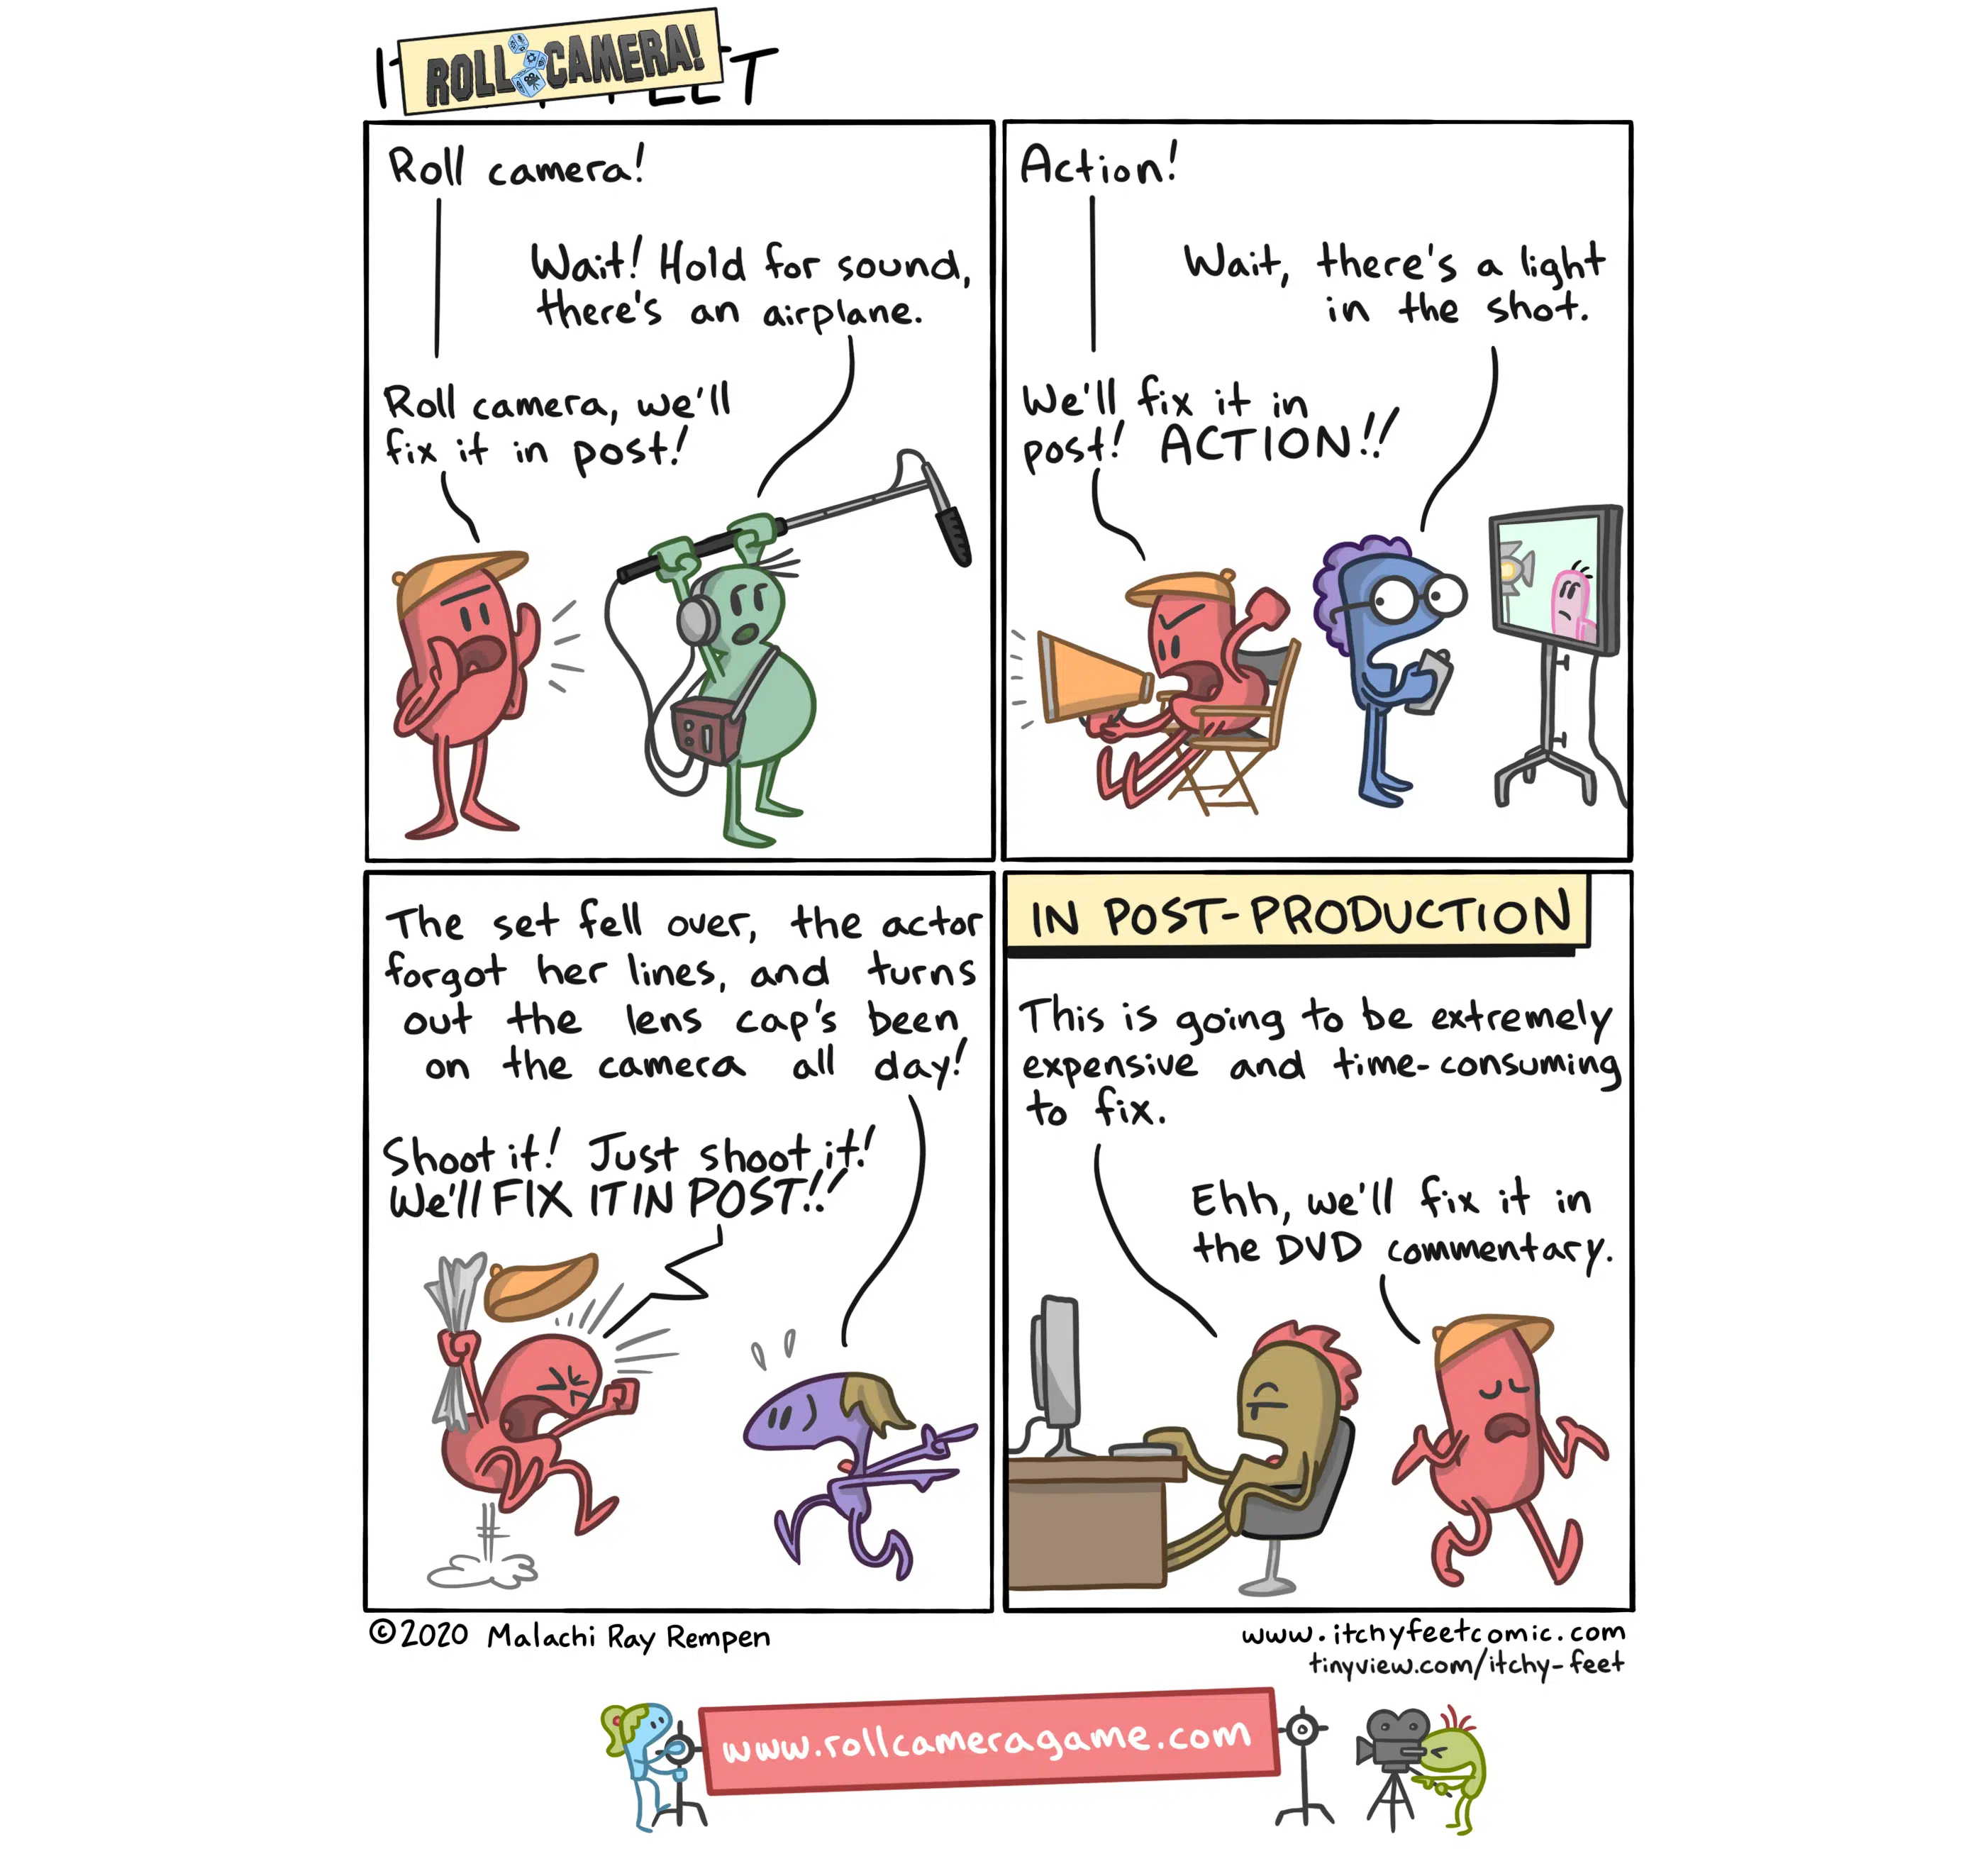 ROLL CAMERA!
Roll camera!
Wait! Hold for sound,
there's an airplane.
Roll camera, we'll
fix it in post!
Action!
Wait, there's a light
in the shot.
We'll fix it in
post! ACTION!!
The set fell over, the actor
forgot her lines, and turns
out the lens cap's been
on the camera all day!
Shoot it! Just shoot it!
We'll FIX IT IN POST!!
IN POST-PRODUCTION
This is going to be extremely
expensive and time-consuming
to fix.
Ehh, we'll fix it in
the DVD commentary.
©2020 Malachi Ray Rempen
www.itchyfeetcomic.com
tinyview.com/itchy-feet
www.rollcameragame.com